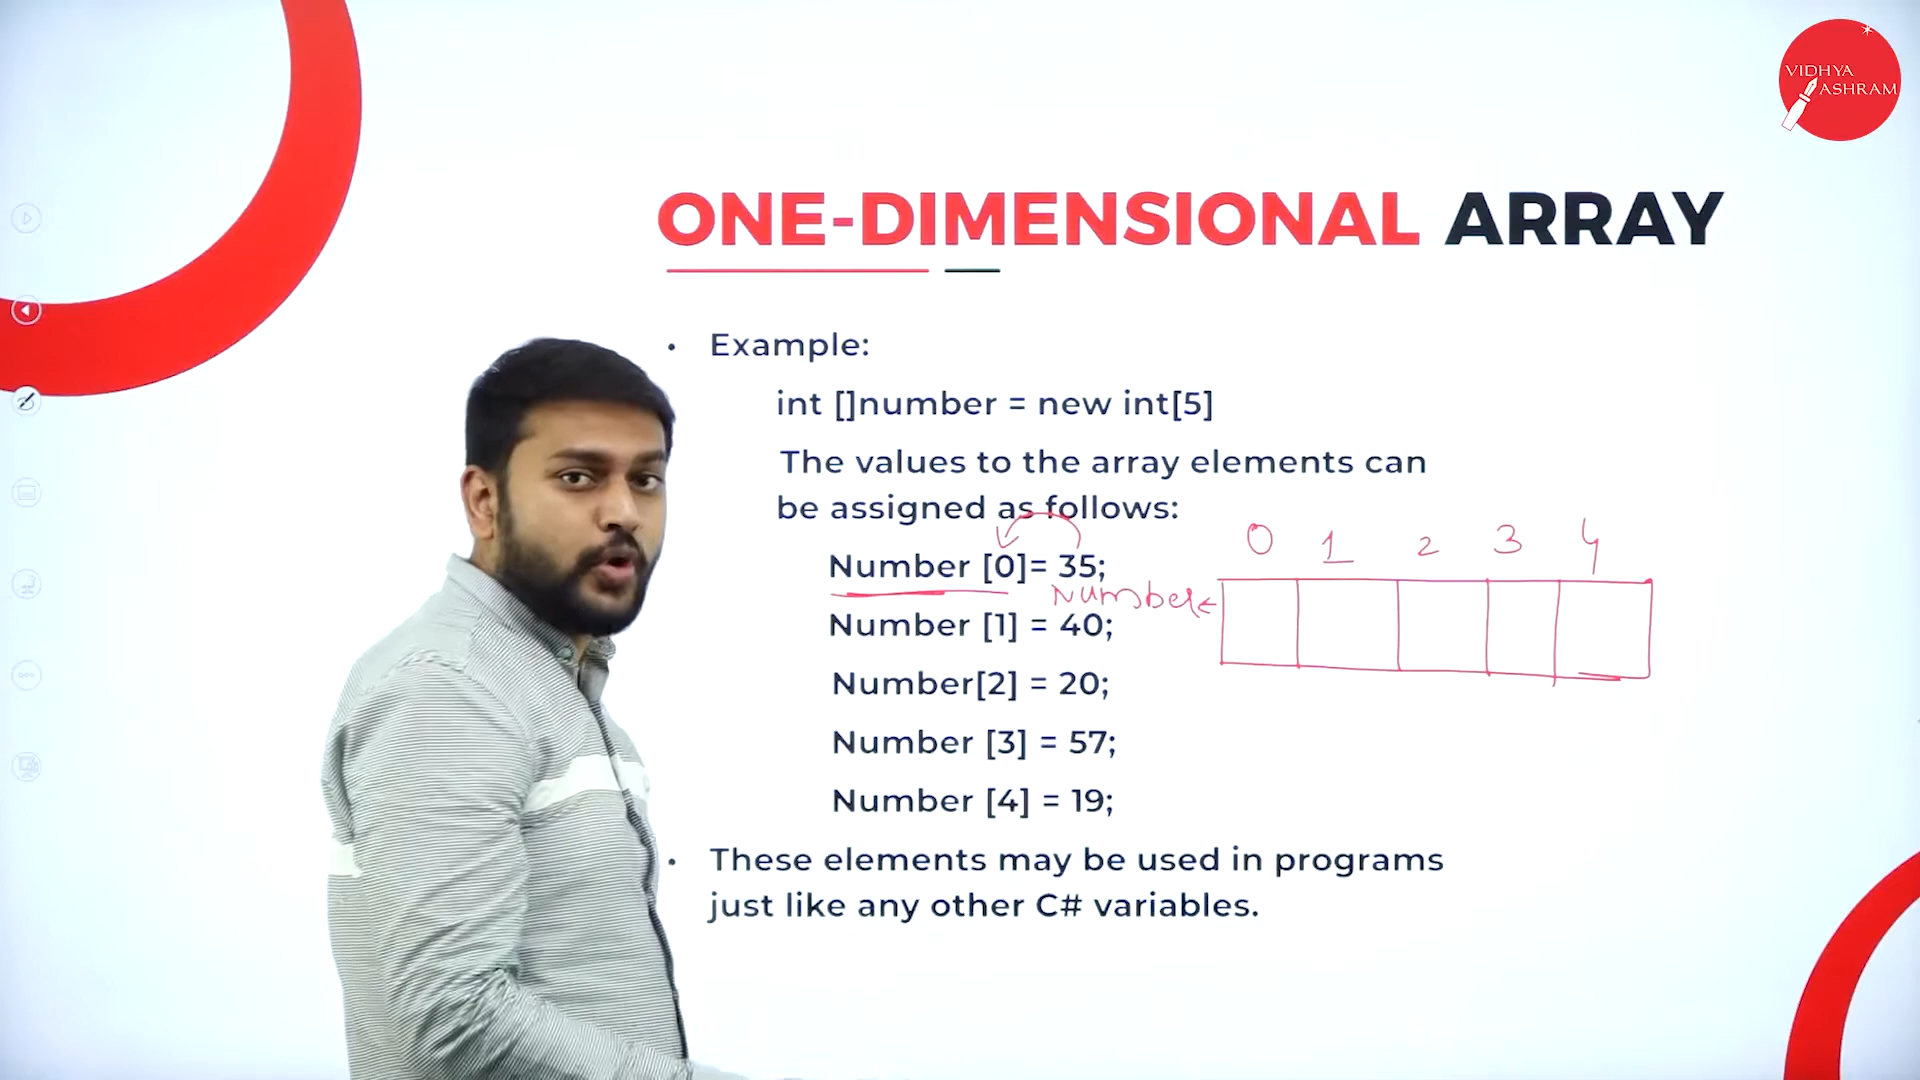 VIDHYA
ASHRAM
ONE-DIMENSIONAL ARRAY
• Example:
int []number = new int[5]
The values to the array elements can
be assigned as follows:
0 1 2 3 4
Number [0]= 35;
Number
Number [1] = 40;
Number[2] = 20;
Number [3] = 57;
Number [4] = 19;
• These elements may be used in programs
just like any other C# variables.